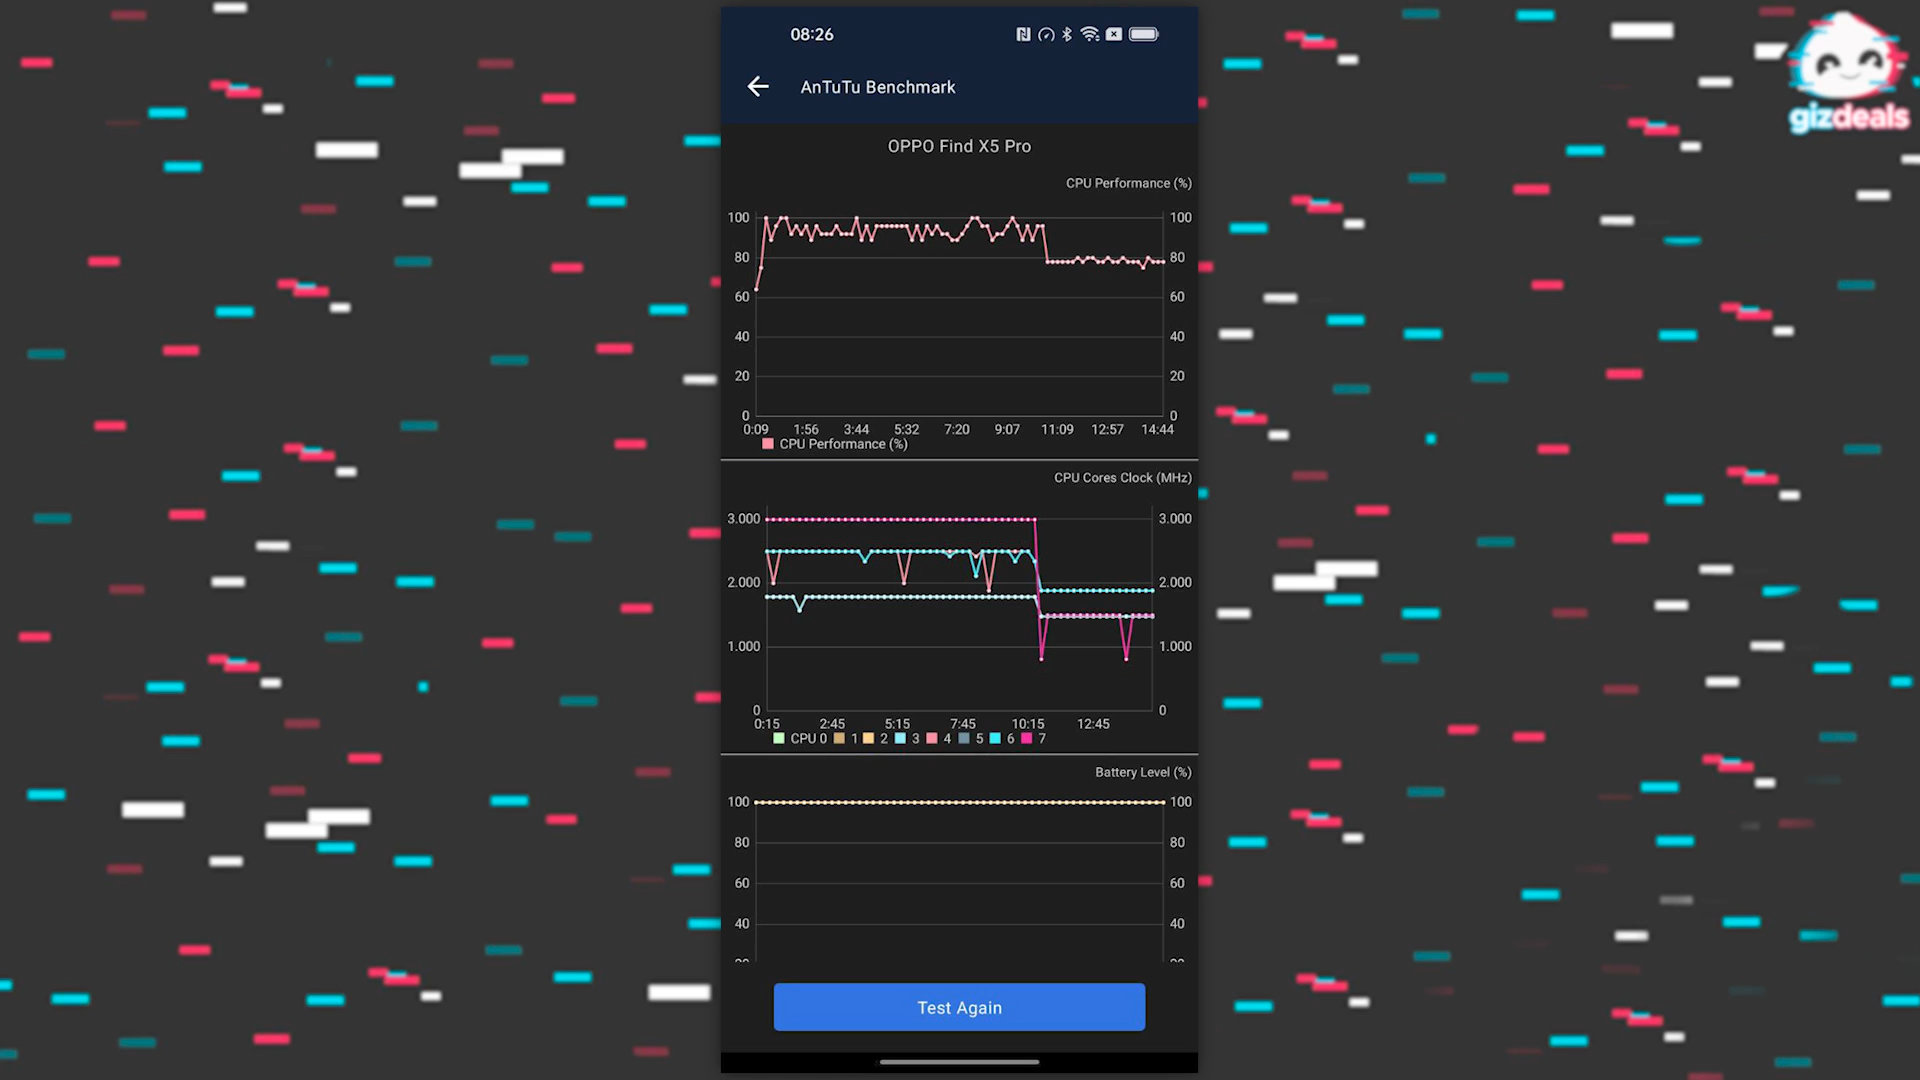 08:26
gizdeals
AnTuTu Benchmark
OPPO Find X5 Pro
CPU Performance (%)
100 100
80 80
60 60
40 40
20 20
0 0
0:09 1:56 3:44 5:32 7:20 9:07 11:09 12:57 14:44
CPU Performance (%)
CPU Cores Clock (MHz)
3.000 3.000
2.000 2.000
1.000 1.000
0 0
0:15 2:45 5:15 7:45 10:15 12:45
CPU 0 1 2 3 4 5 6 7
Battery Level (%)
100 100
80 80
60 60
40 40
Test Again